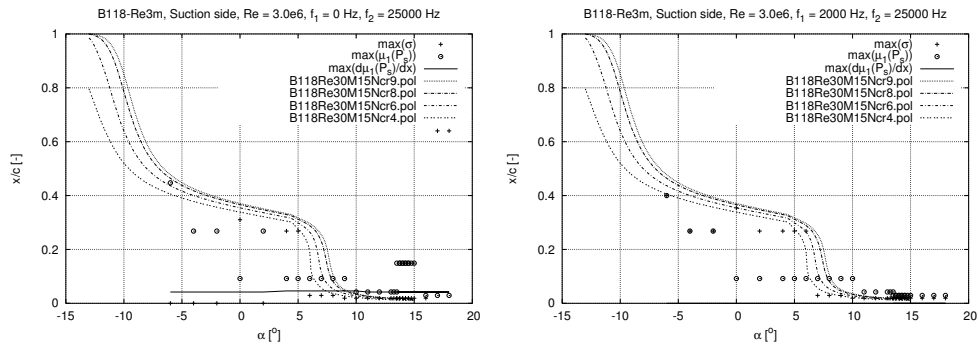 B118-Re3m, Suction side, Re = 3.0e6, f₁ = 0 Hz, f₂ = 25000 Hz
max(σ)
max(μ₁(Pₛ))
max(dμ₁(Pₛ)/dx)
B118Re30M15Ncr9.pol
B118Re30M15Ncr8.pol
B118Re30M15Ncr6.pol
B118Re30M15Ncr4.pol
x/c [-]
1
0.8
0.6
0.4
0.2
0
-15 -10 -5 0 5 10 15 20
α [°]
B118-Re3m, Suction side, Re = 3.0e6, f₁ = 2000 Hz, f₂ = 25000 Hz
max(σ)
max(μ₁(Pₛ))
max(dμ₁(Pₛ)/dx)
B118Re30M15Ncr9.pol
B118Re30M15Ncr8.pol
B118Re30M15Ncr6.pol
B118Re30M15Ncr4.pol
x/c [-]
1
0.8
0.6
0.4
0.2
0
-15 -10 -5 0 5 10 15 20
α [°]